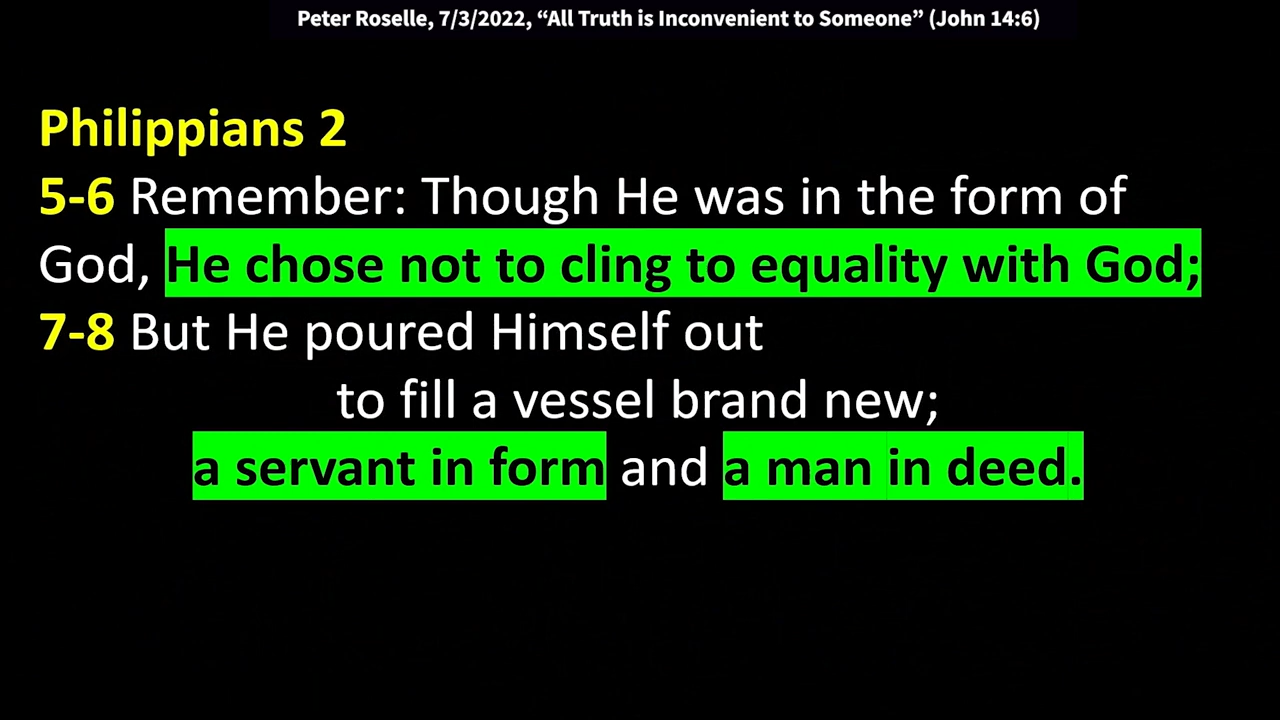 Peter Roselle, 7/3/2022, “All Truth is Inconvenient to Someone” (John 14:6)
Philippians 2
5-6 Remember: Though He was in the form of
God, He chose not to cling to equality with God;
7-8 But He poured Himself out
to fill a vessel brand new;
a servant in form and a man in deed.